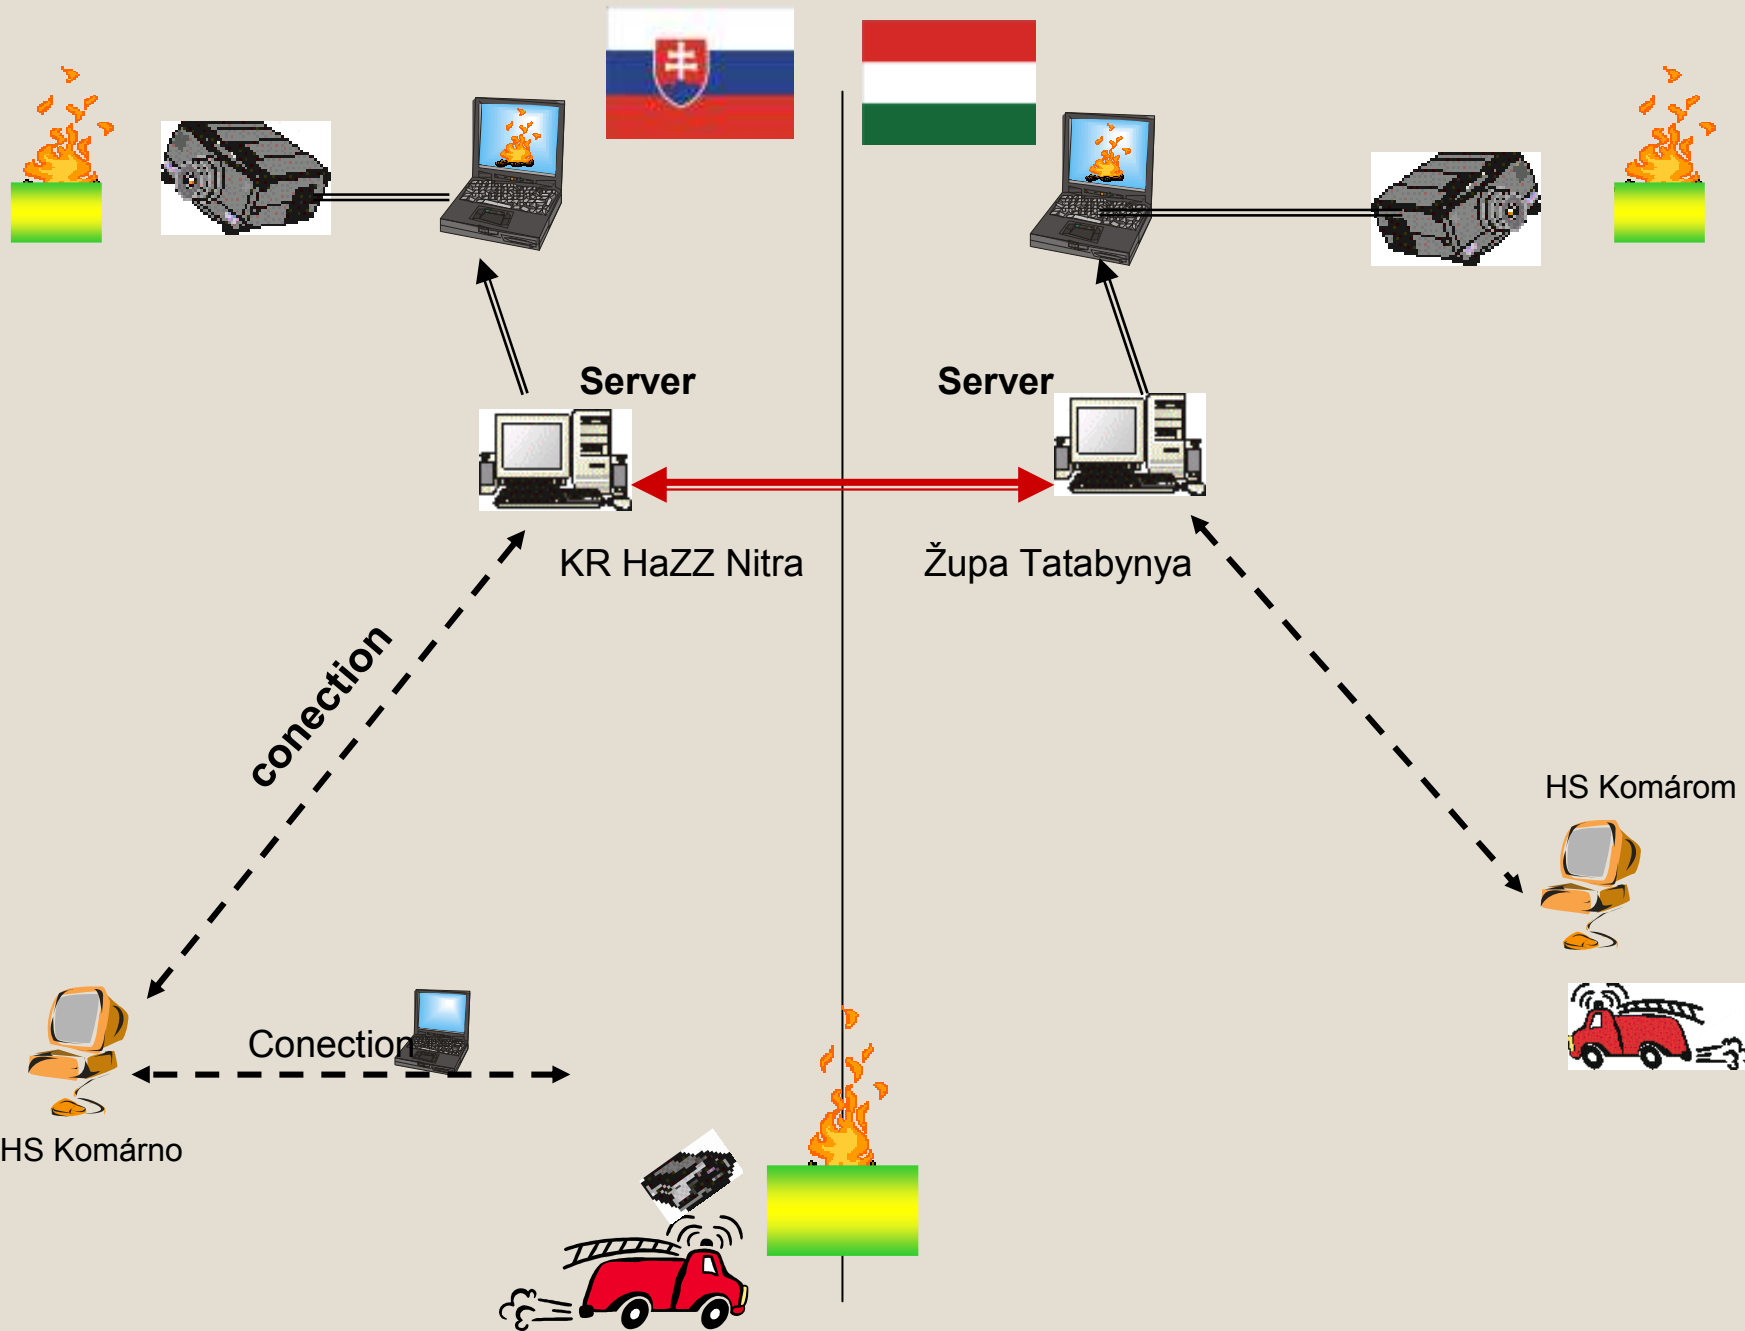 Server
Server
KR HaZZ Nitra
Župa Tatabynya
conection
HS Komárom
Conection
HS Komárno